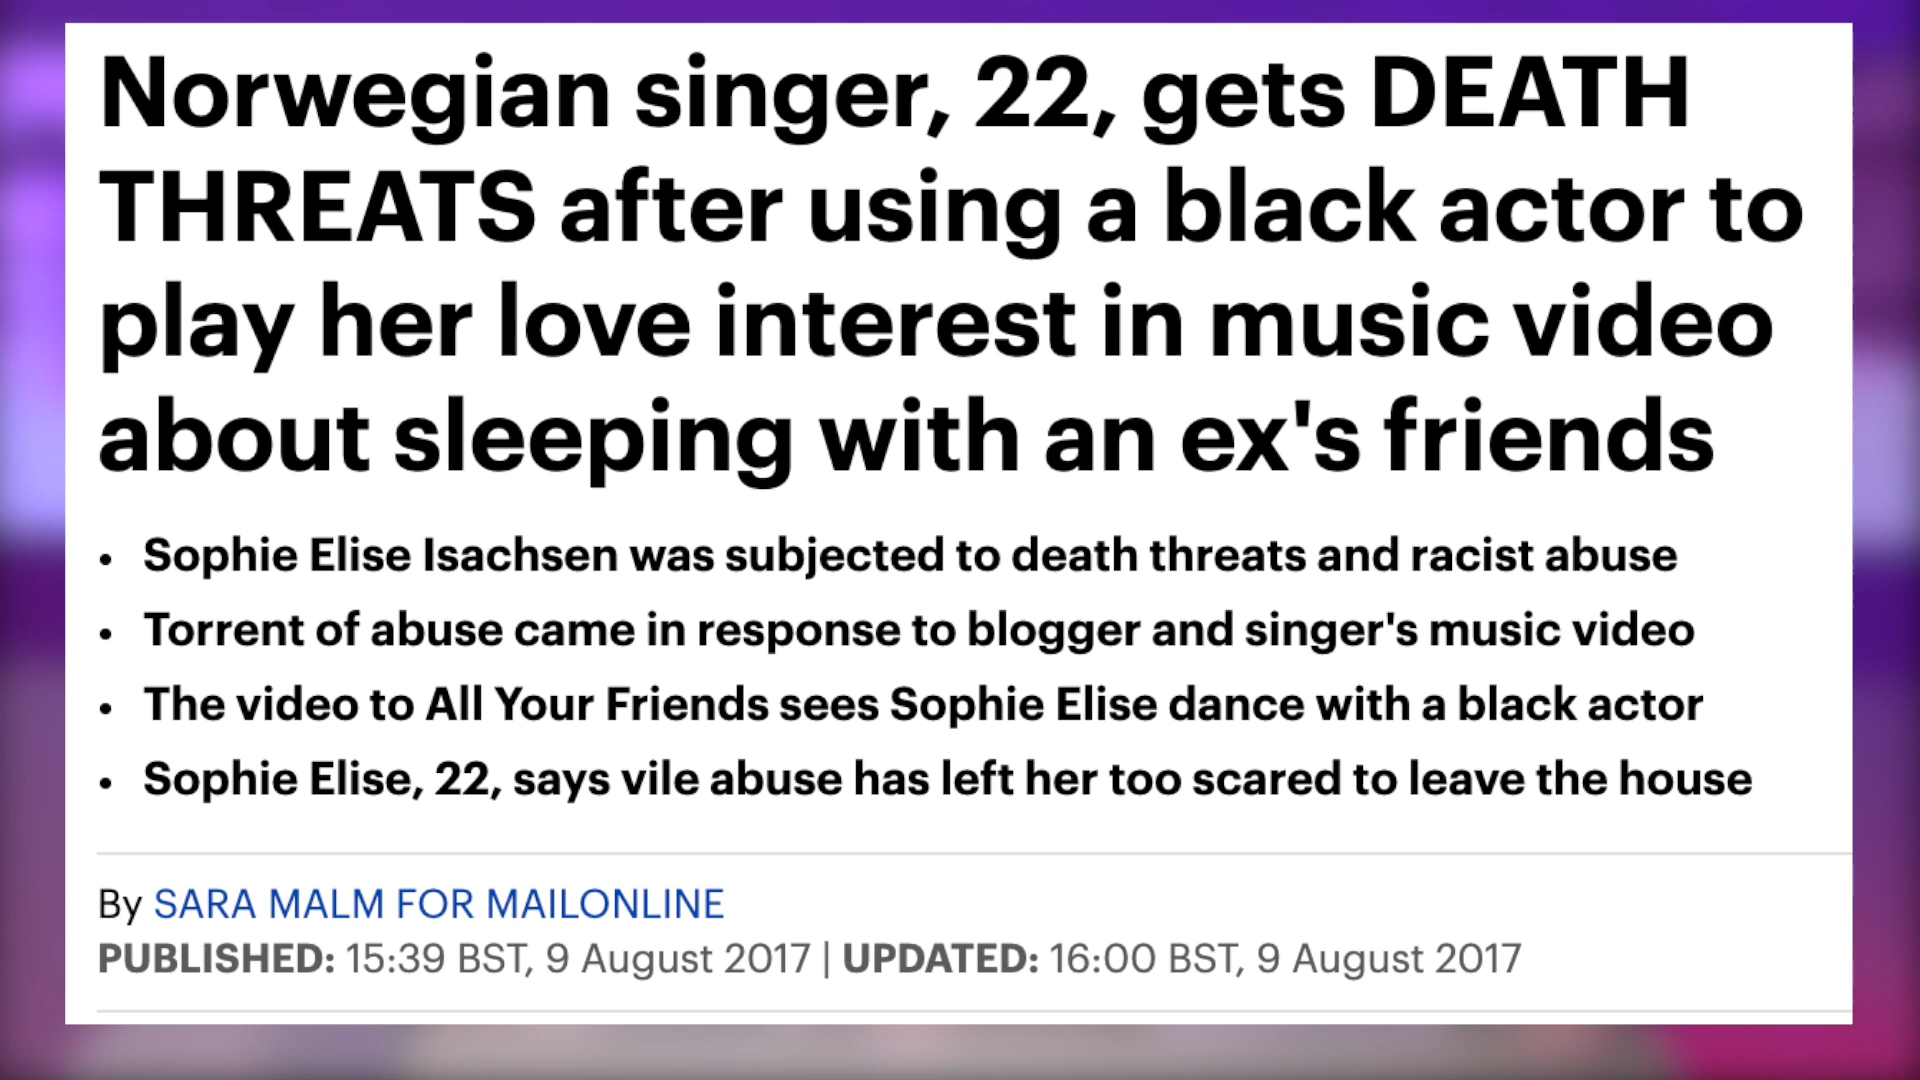 Norwegian singer, 22, gets DEATH
THREATS after using a black actor to
play her love interest in music video
about sleeping with an ex's friends
• Sophie Elise Isachsen was subjected to death threats and racist abuse
• Torrent of abuse came in response to blogger and singer's music video
• The video to All Your Friends sees Sophie Elise dance with a black actor
• Sophie Elise, 22, says vile abuse has left her too scared to leave the house
By SARA MALM FOR MAILONLINE
PUBLISHED: 15:39 BST, 9 August 2017 | UPDATED: 16:00 BST, 9 August 2017